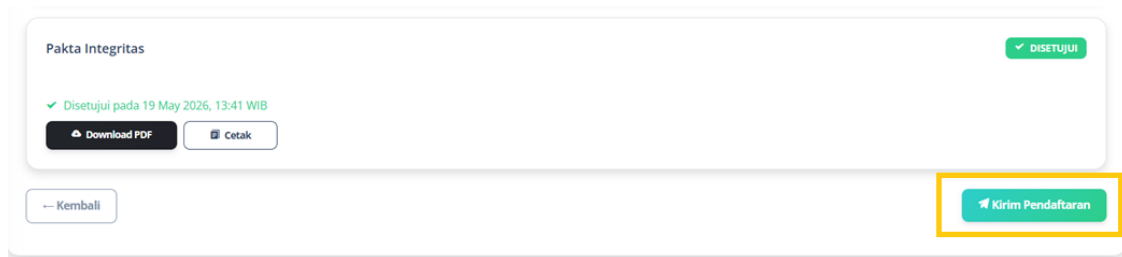 Pakta Integritas
DISETUJUI
Disetujui pada 19 May 2026, 13:41 WIB
Download PDF
Cetak
← Kembali
Kirim Pendaftaran